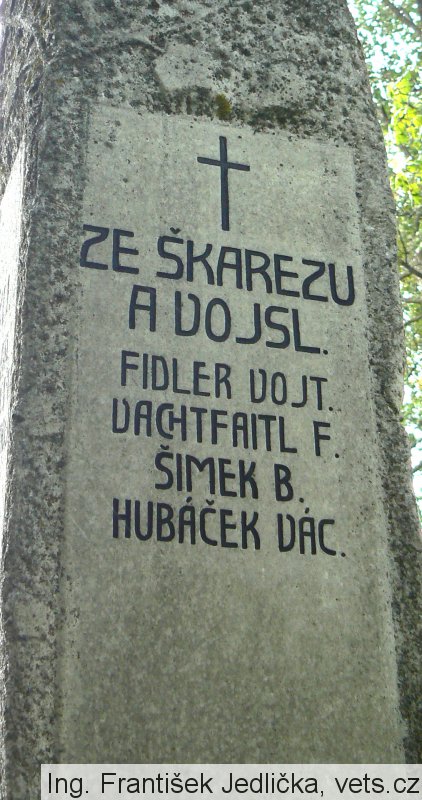 ZE ŠKAREZU
A VOJSL.
FIDLER VOJT.
VACHTFAITL F.
ŠIMEK B.
HUBÁČEK VÁC.
Ing. František Jedlička, vets.cz